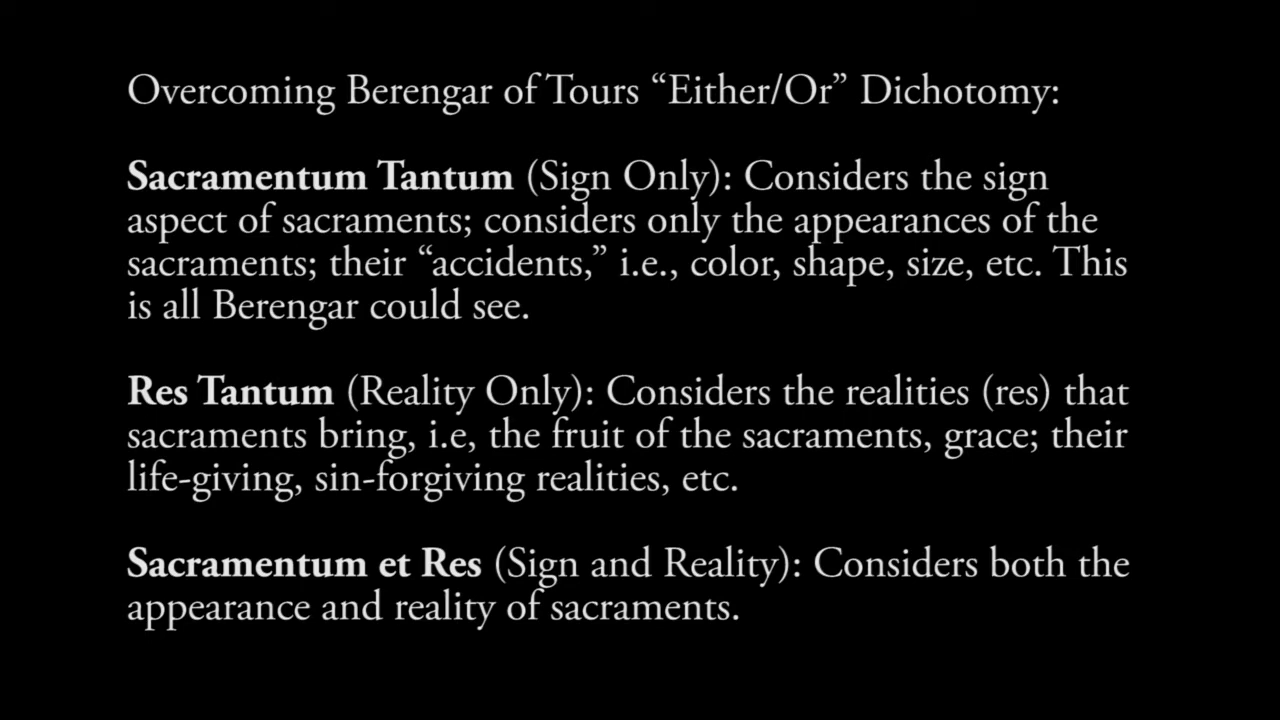 Overcoming Berengar of Tours “Either/Or” Dichotomy:
Sacramentum Tantum (Sign Only): Considers the sign
aspect of sacraments; considers only the appearances of the
sacraments; their “accidents,” i.e., color, shape, size, etc. This
is all Berengar could see.
Res Tantum (Reality Only): Considers the realities (res) that
sacraments bring, i.e, the fruit of the sacraments, grace; their
life-giving, sin-forgiving realities, etc.
Sacramentum et Res (Sign and Reality): Considers both the
appearance and reality of sacraments.